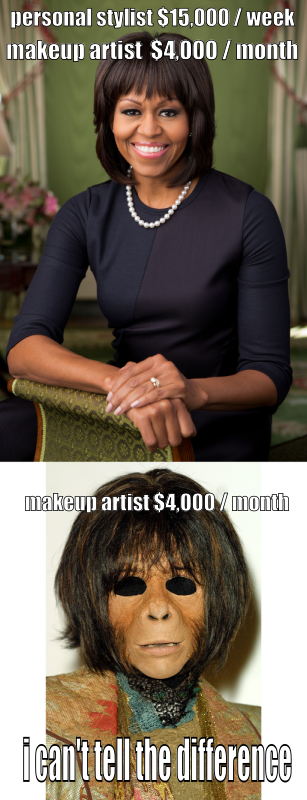 personal stylist $15,000 / week
makeup artist $4,000 / month
makeup artist $4,000 / month
i can't tell the difference